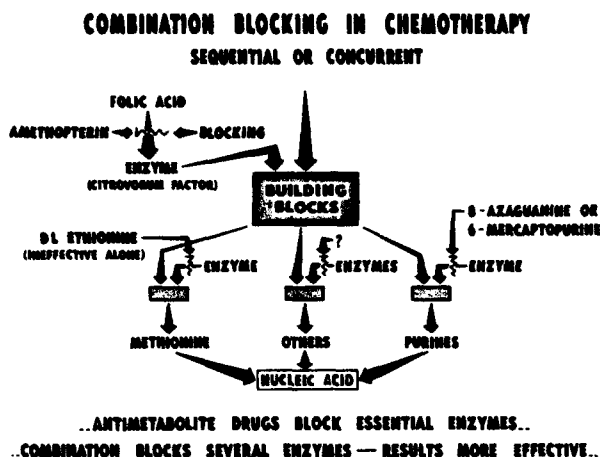 COMBINATION BLOCKING IN CHEMOTHERAPY
SEQUENTIAL OR CONCURRENT
FOLIC ACID
AMETHOPTERIN
BLOCKING
ENZYME
(CITROVORUM FACTOR)
BUILDING
BLOCKS
8-AZAGUANINE OR
6-MERCAPTOPURINE
DL ETHIONINE
(INEFFECTIVE ALONE)
?
ENZYME
ENZYMES
ENZYME
METHIONINE
OTHERS
PURINES
NUCLEIC ACID
..ANTIMETABOLITE DRUGS BLOCK ESSENTIAL ENZYMES..
..COMBINATION BLOCKS SEVERAL ENZYMES — RESULTS MORE EFFECTIVE..